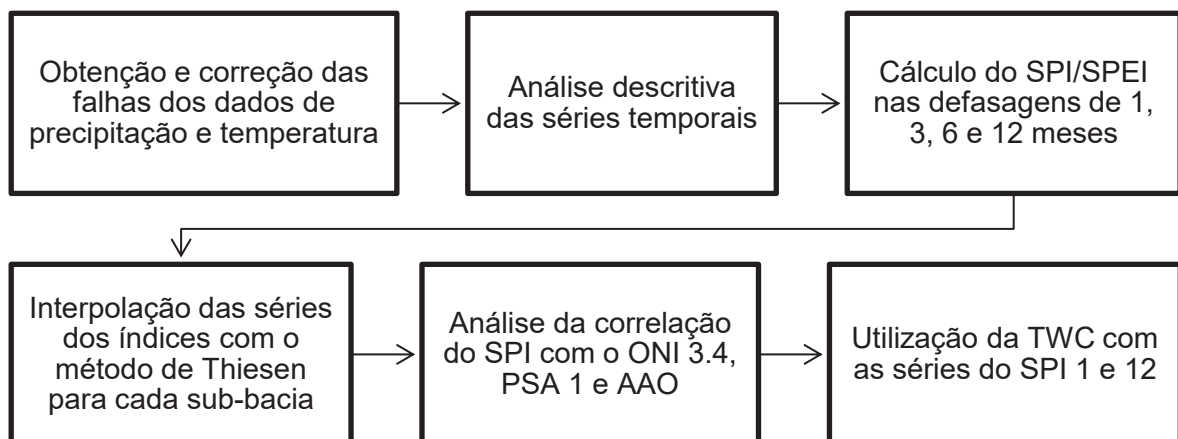 Obtenção e correção das
falhas dos dados de
precipitação e temperatura
Análise descritiva
das séries temporais
Cálculo do SPI/SPEI
nas defasagens de 1,
3, 6 e 12 meses
Interpolação das séries
dos índices com o
método de Thiesen
para cada sub-bacia
Análise da correlação
do SPI com o ONI 3.4,
PSA 1 e AAO
Utilização da TWC com
as séries do SPI 1 e 12